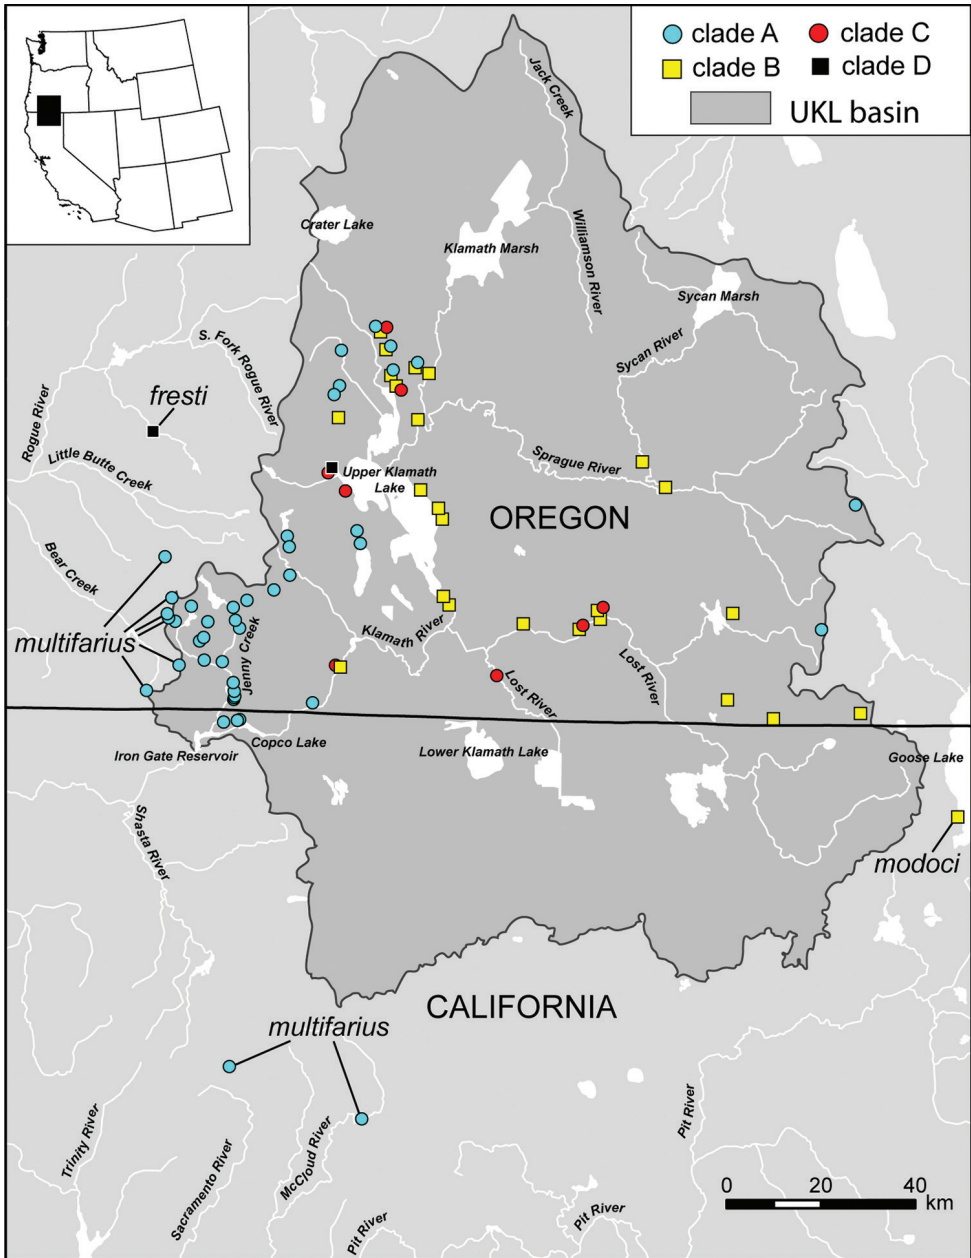 clade A
clade C
clade B
clade D
UKL basin
Jack Creek
Crater Lake
Klamath Marsh
Williamson River
Sycan Marsh
Sycan River
S. Fork Rogue River
fresti
Rogue River
Little Butte Creek
Sprague River
Upper Klamath
Lake
OREGON
Bear Creek
multifarius
Jenny Creek
Klamath River
Lost River
Lost River
Iron Gate Reservoir
Copco Lake
Lower Klamath Lake
Goose Lake
Shasta River
modoci
CALIFORNIA
multifarius
Trinity River
Sacramento River
McCloud River
Pit River
Pit River
Pit River
0
20
40
km